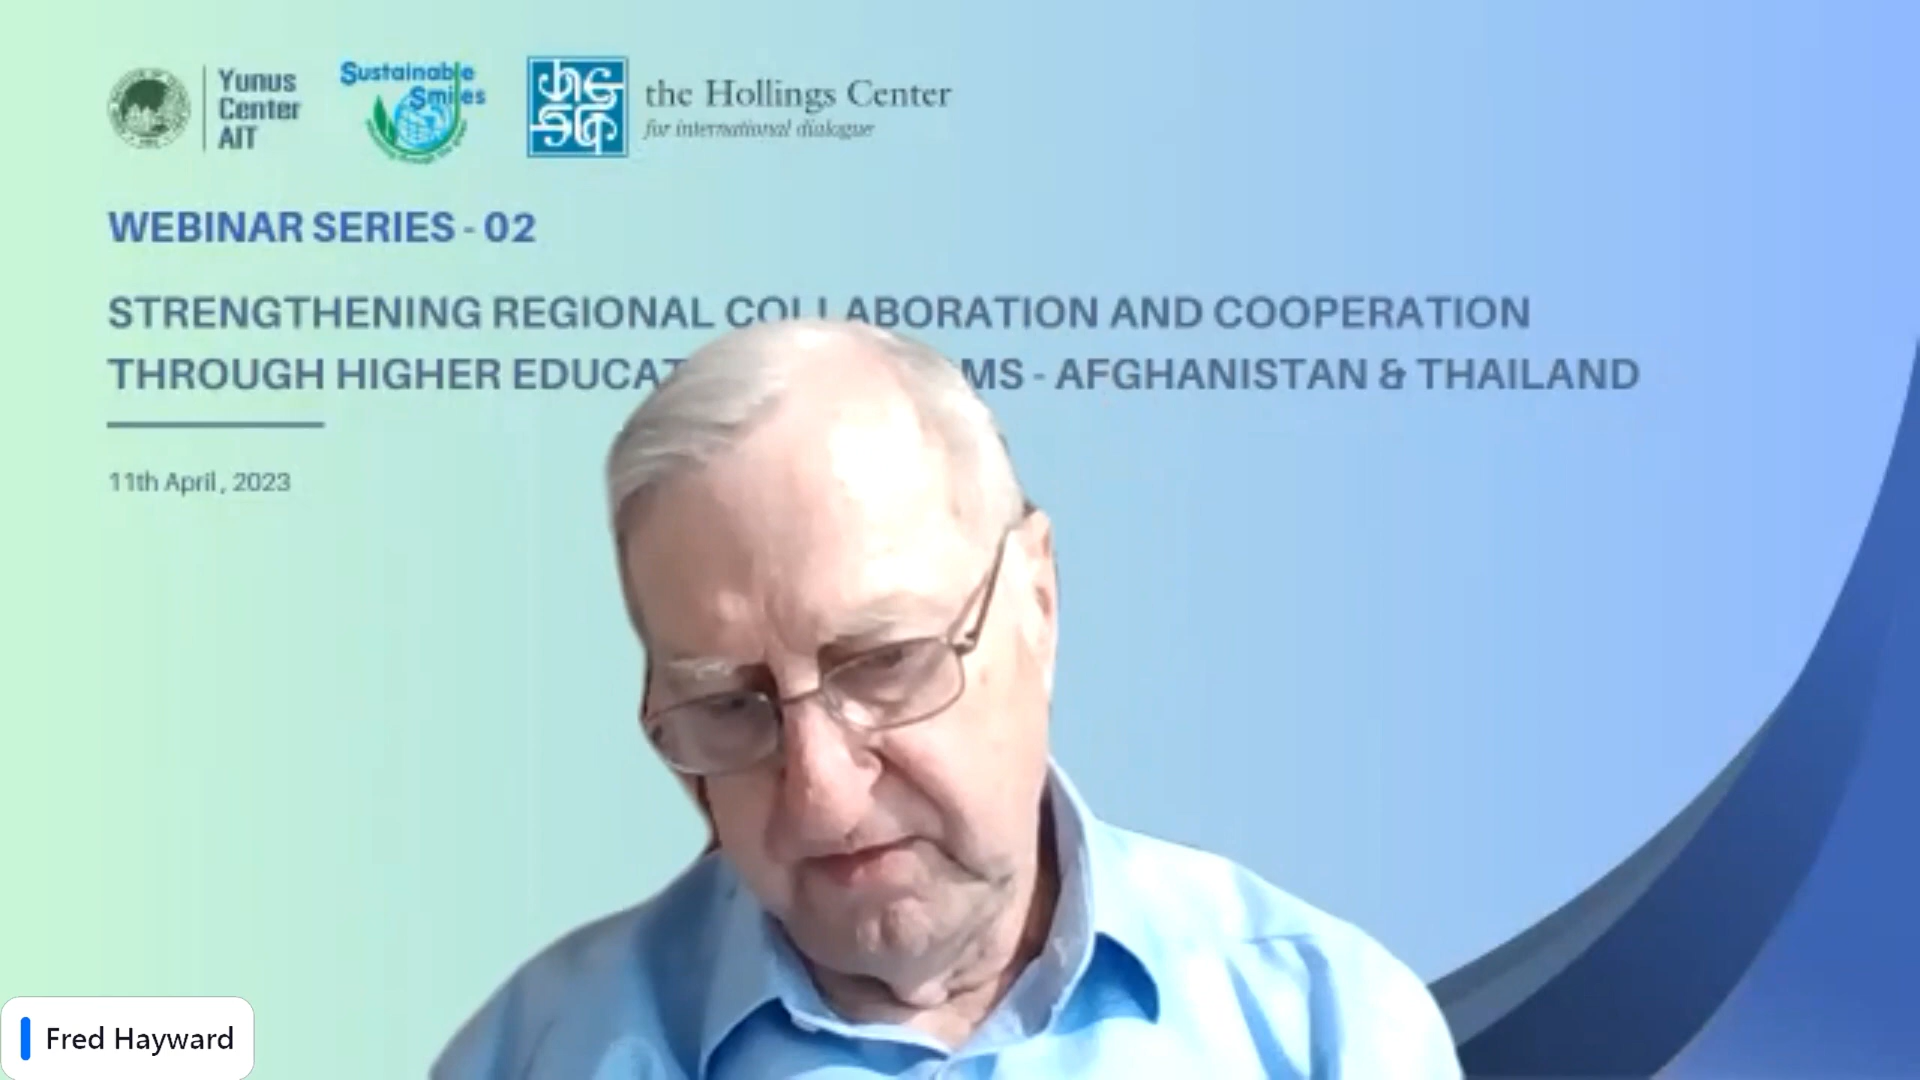 Yunus
Center
AIT
Sustainable
Smiles
the Hollings Center
for international dialogue
WEBINAR SERIES - 02
STRENGTHENING REGIONAL COLLABORATION AND COOPERATION
THROUGH HIGHER EDUCA MS - AFGHANISTAN & THAILAND
11th April, 2023
Fred Hayward